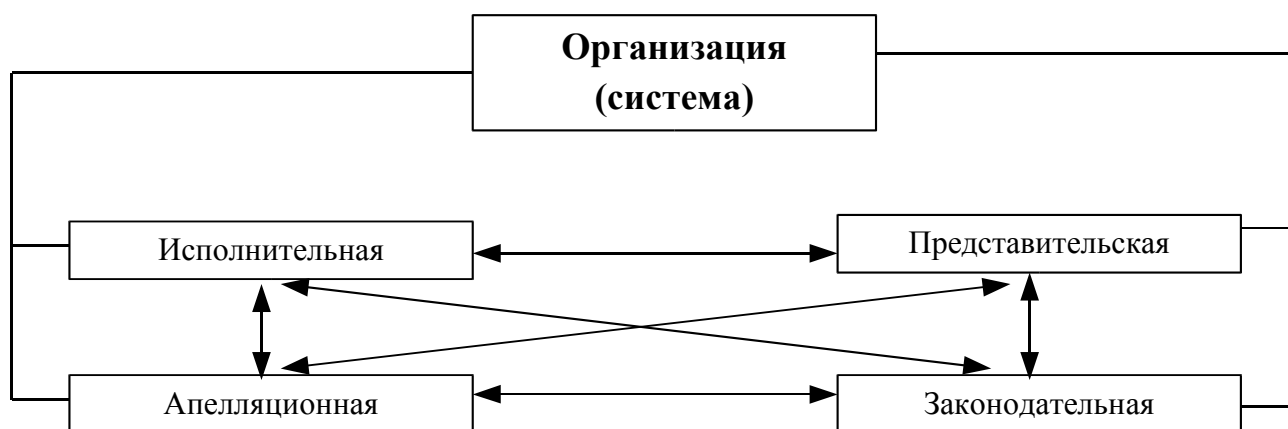 Организация
(система)
Исполнительная
Представительская
Апелляционная
Законодательная